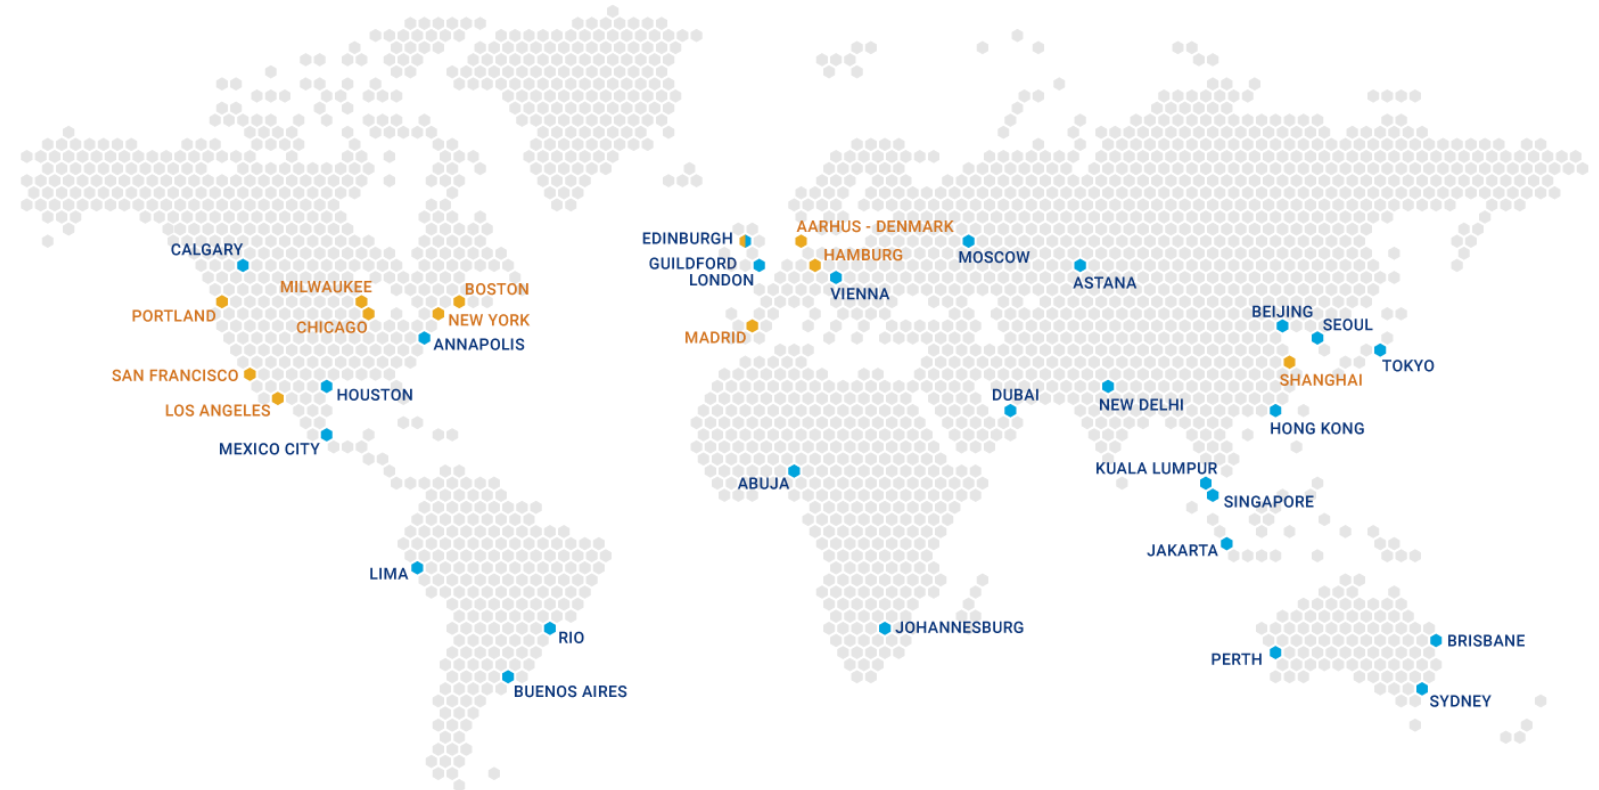 AARHUS - DENMARK
EDINBURGH
CALGARY
HAMBURG
MOSCOW
GUILDFORD
LONDON
ASTANA
MILWAUKEE
BOSTON
VIENNA
PORTLAND
CHICAGO
NEW YORK
BEIJING
SEOUL
MADRID
ANNAPOLIS
TOKYO
SAN FRANCISCO
SHANGHAI
HOUSTON
DUBAI
NEW DELHI
LOS ANGELES
HONG KONG
MEXICO CITY
KUALA LUMPUR
ABUJA
SINGAPORE
JAKARTA
LIMA
JOHANNESBURG
RIO
BRISBANE
PERTH
BUENOS AIRES
SYDNEY